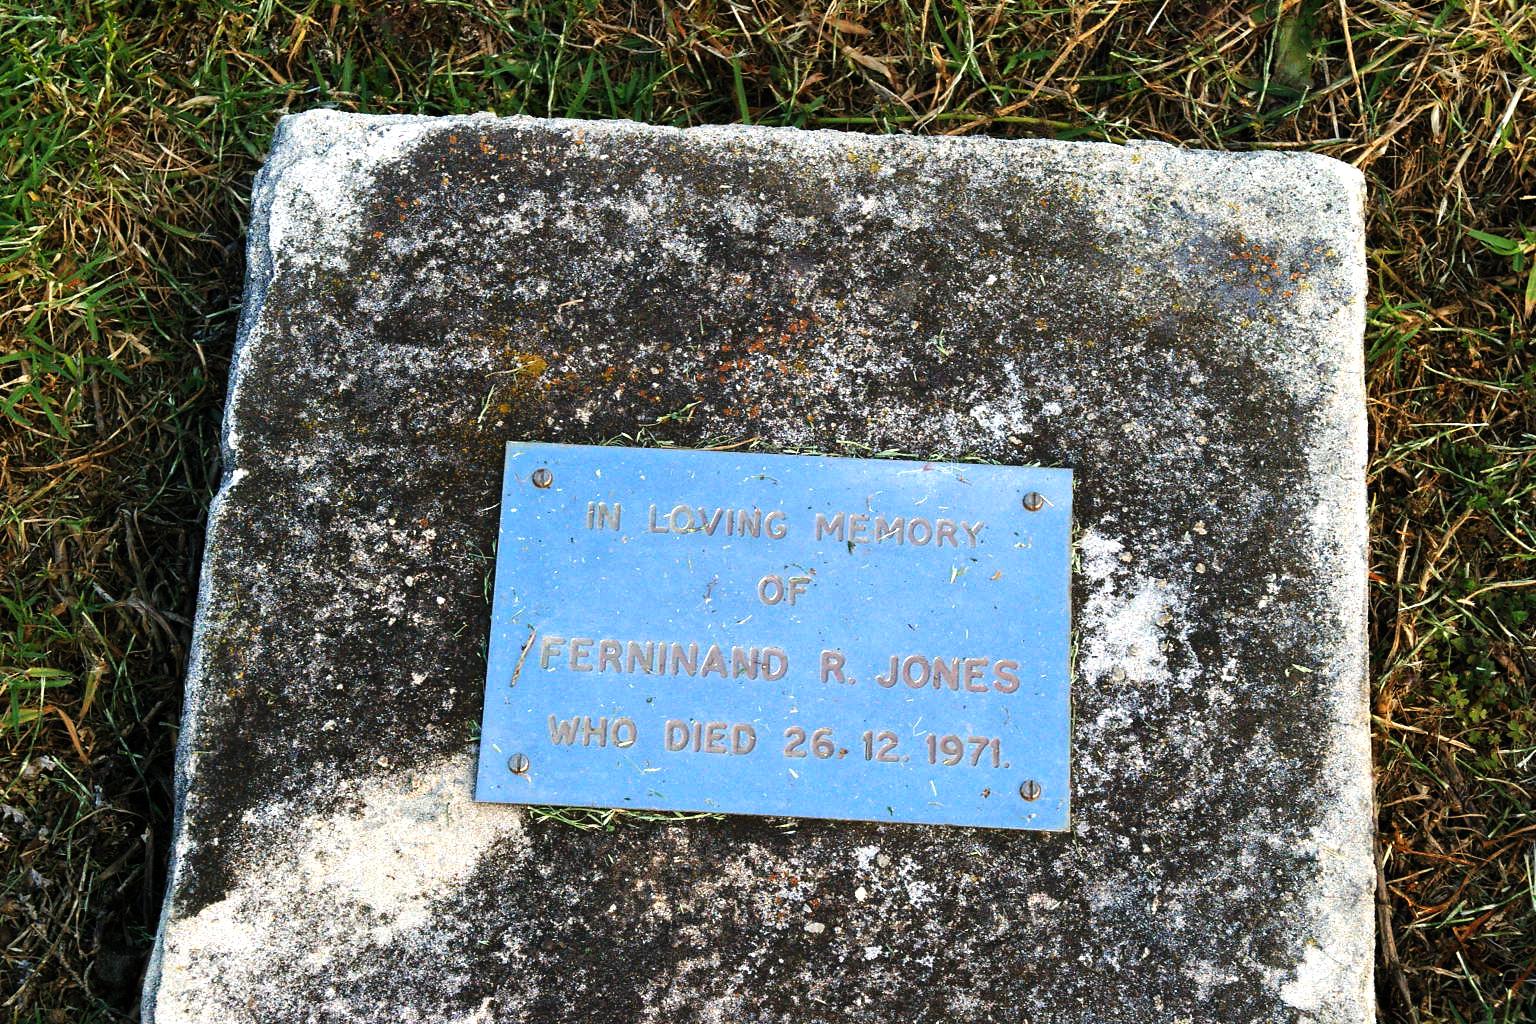 IN LOVING MEMORY
OF
FERNINAND R. JONES
WHO DIED 26.12.1971.